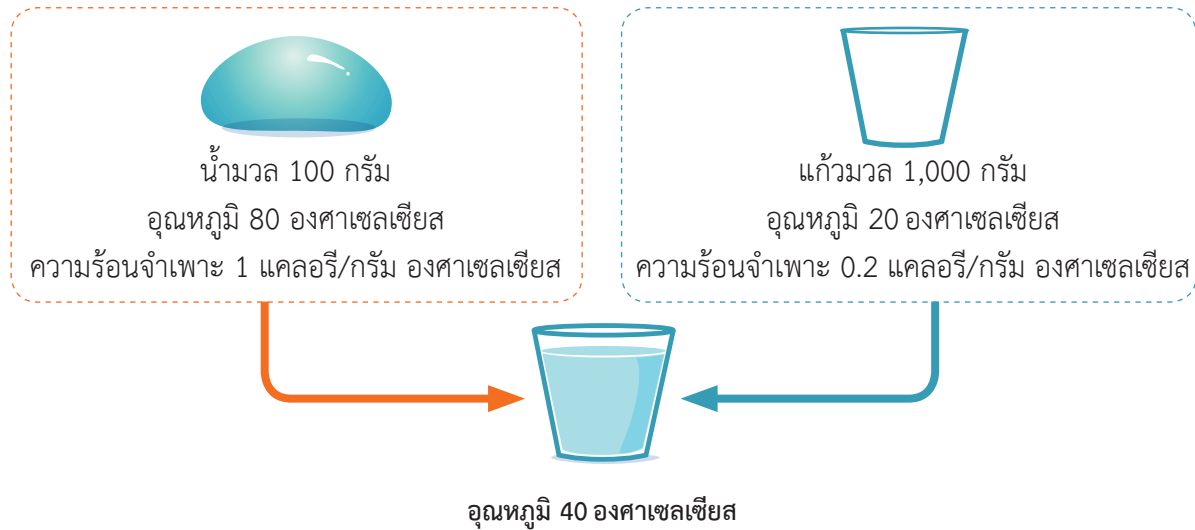 น้ำมวล 100 กรัม
อุณหภูมิ 80 องศาเซลเซียส
ความร้อนจำเพาะ 1 แคลอรี/กรัม องศาเซลเซียส
แก้วมวล 1,000 กรัม
อุณหภูมิ 20 องศาเซลเซียส
ความร้อนจำเพาะ 0.2 แคลอรี/กรัม องศาเซลเซียส
อุณหภูมิ 40 องศาเซลเซียส